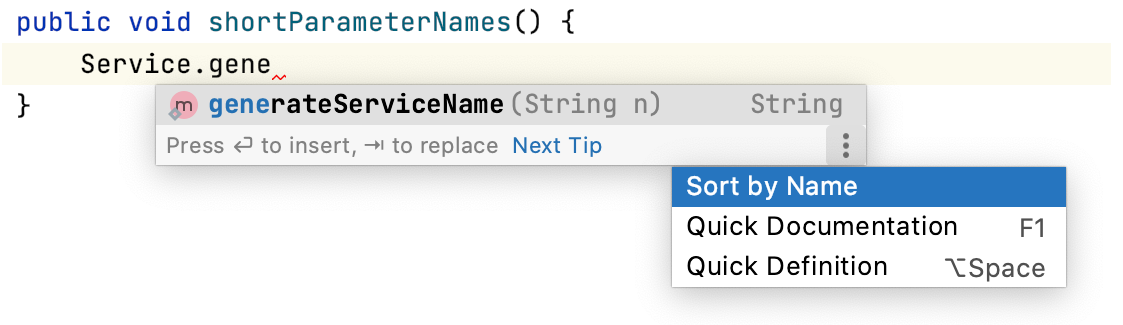 public void shortParameterNames() {
Service.gene
}
m generateServiceName(String n) String
Press ⏎ to insert, ⇥ to replace Next Tip
Sort by Name
Quick Documentation F1
Quick Definition ⌥Space